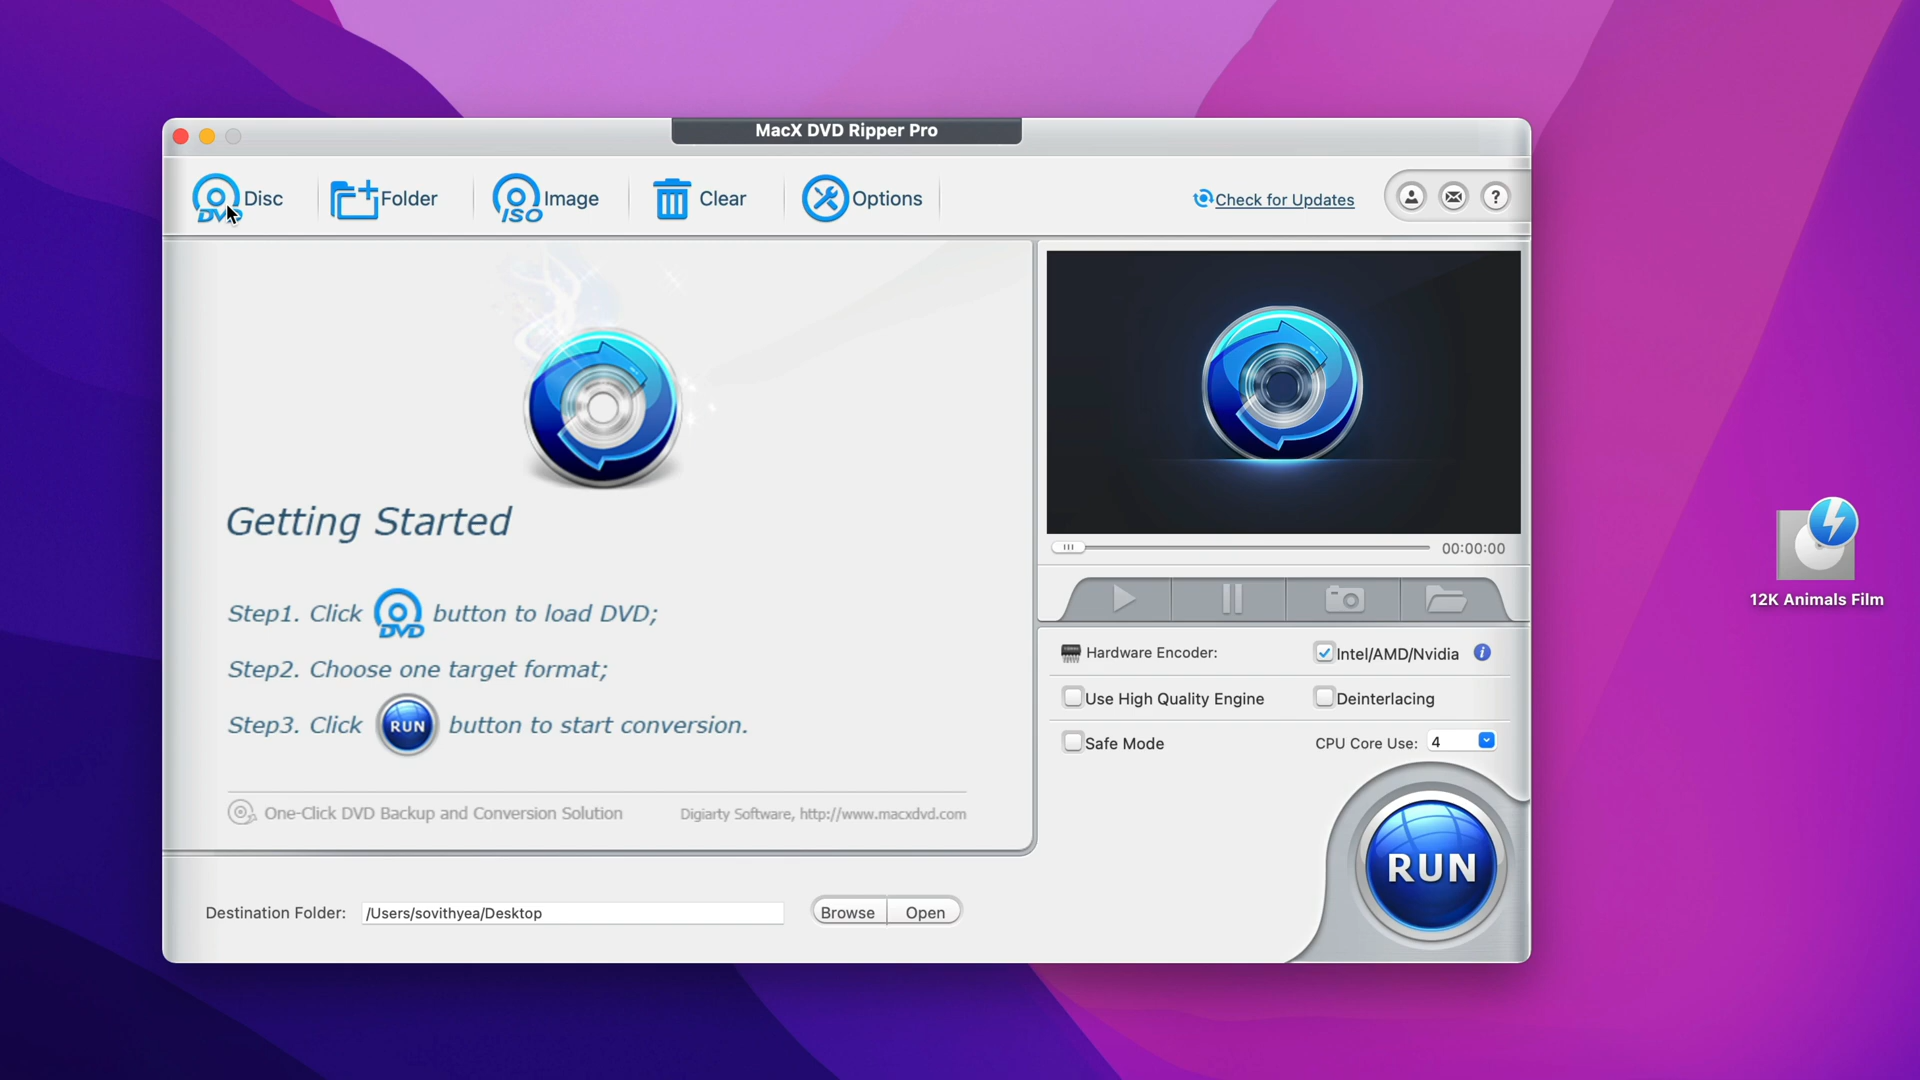 MacX DVD Ripper Pro
DVD Disc
Folder
ISO Image
Clear
Options
Check for Updates
?
Getting Started
Step1. Click DVD button to load DVD;
Step2. Choose one target format;
Step3. Click RUN button to start conversion.
One-Click DVD Backup and Conversion Solution
Digiarty Software, http://www.macxdvd.com
00:00:00
Hardware Encoder:
Intel/AMD/Nvidia
i
Use High Quality Engine
Deinterlacing
Safe Mode
CPU Core Use: 4
RUN
Destination Folder: /Users/sovithyea/Desktop
Browse
Open
12K Animals Film